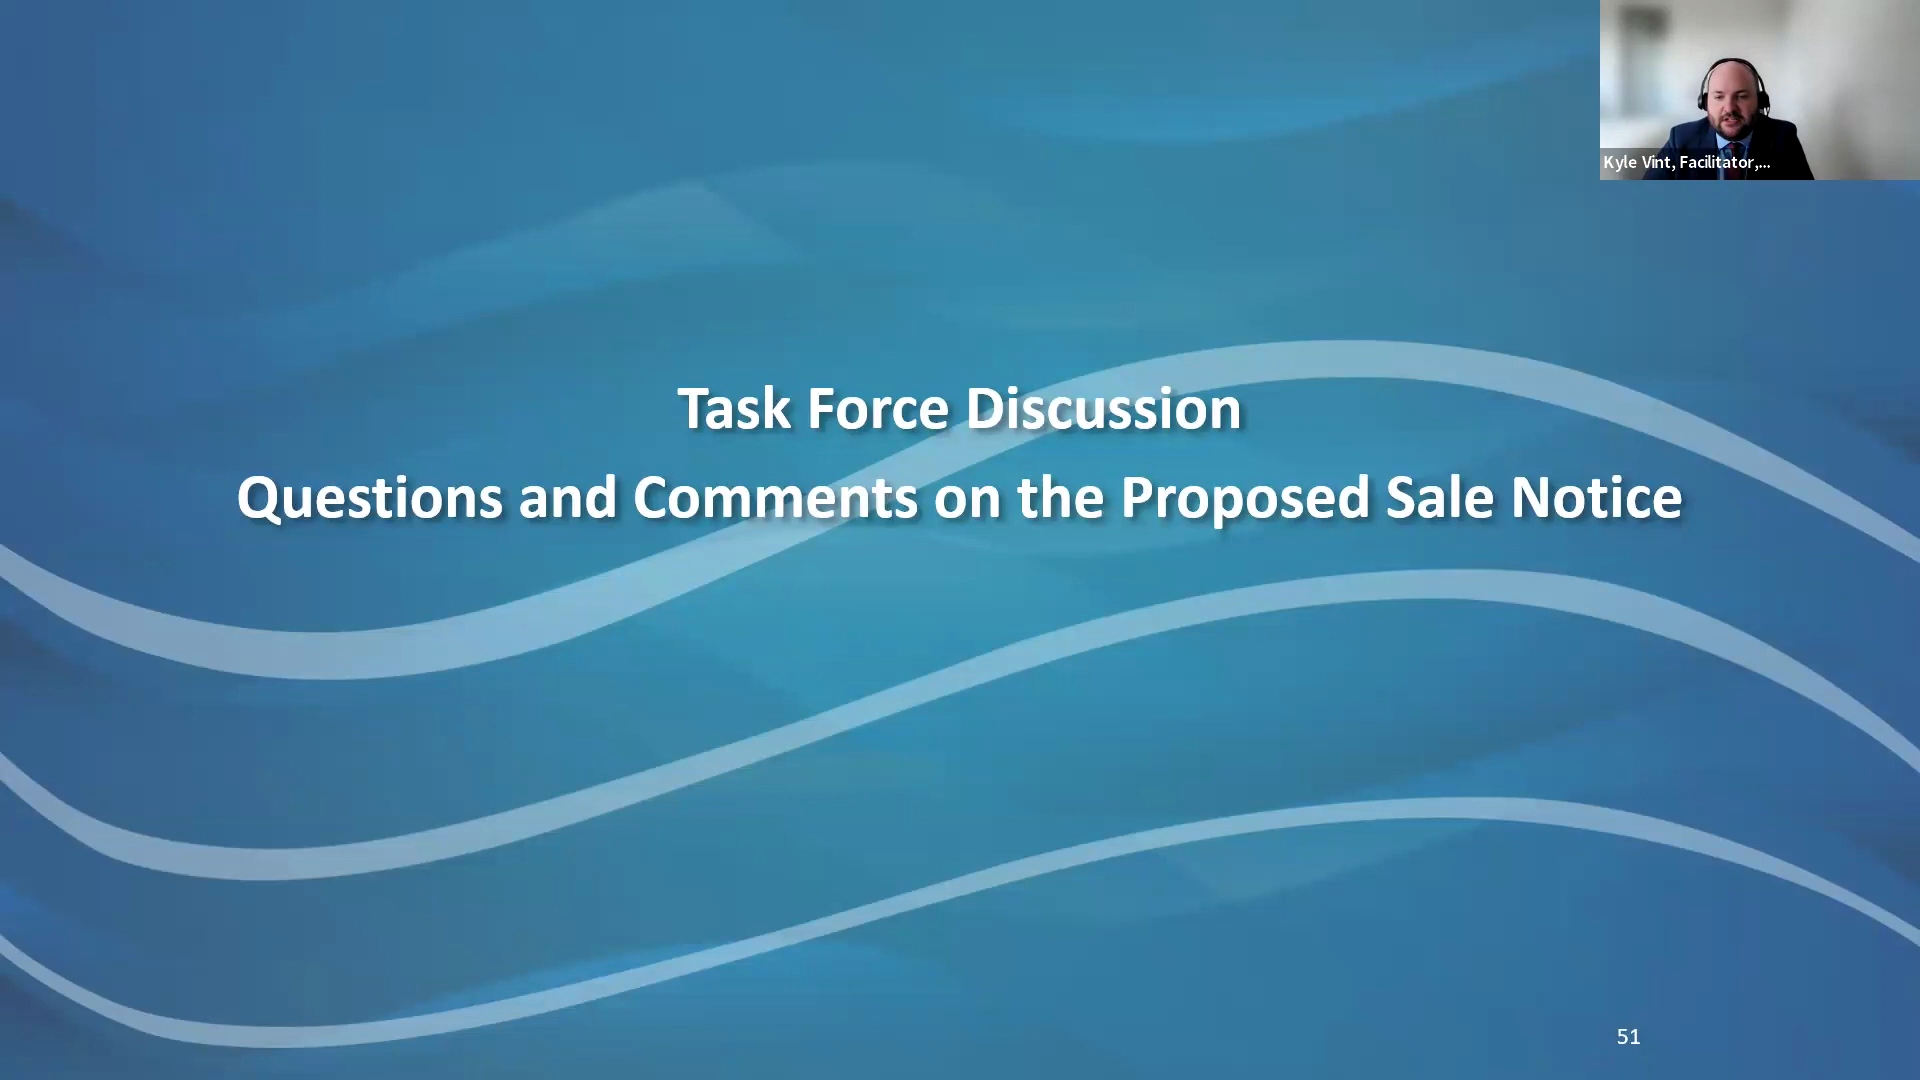 Kyle Vint, Facilitator,...
Task Force Discussion
Questions and Comments on the Proposed Sale Notice
51